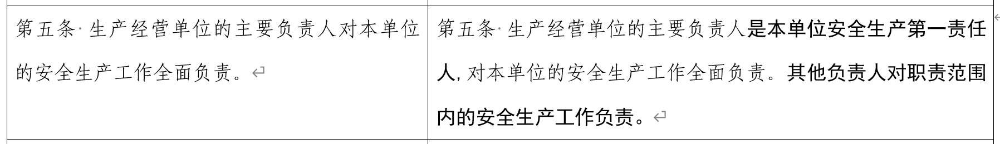 第五条 生产经营单位的主要负责人对本单位
的安全生产工作全面负责。
第五条 生产经营单位的主要负责人是本单位安全生产第一责任
人,对本单位的安全生产工作全面负责。其他负责人对职责范围
内的安全生产工作负责。